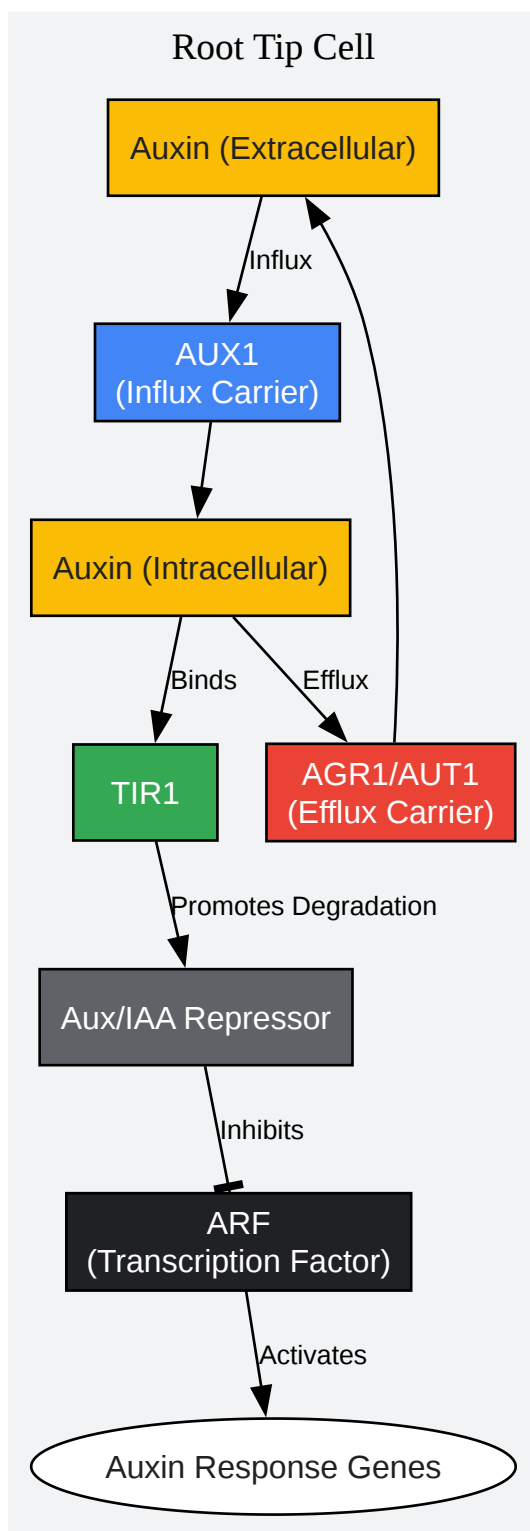 Root Tip Cell
Auxin (Extracellular)
Influx
AUX1
(Influx Carrier)
Auxin (Intracellular)
Binds
Efflux
TIR1
AGR1/AUT1
(Efflux Carrier)
Promotes Degradation
Aux/IAA Repressor
Inhibits
ARF
(Transcription Factor)
Activates
Auxin Response Genes